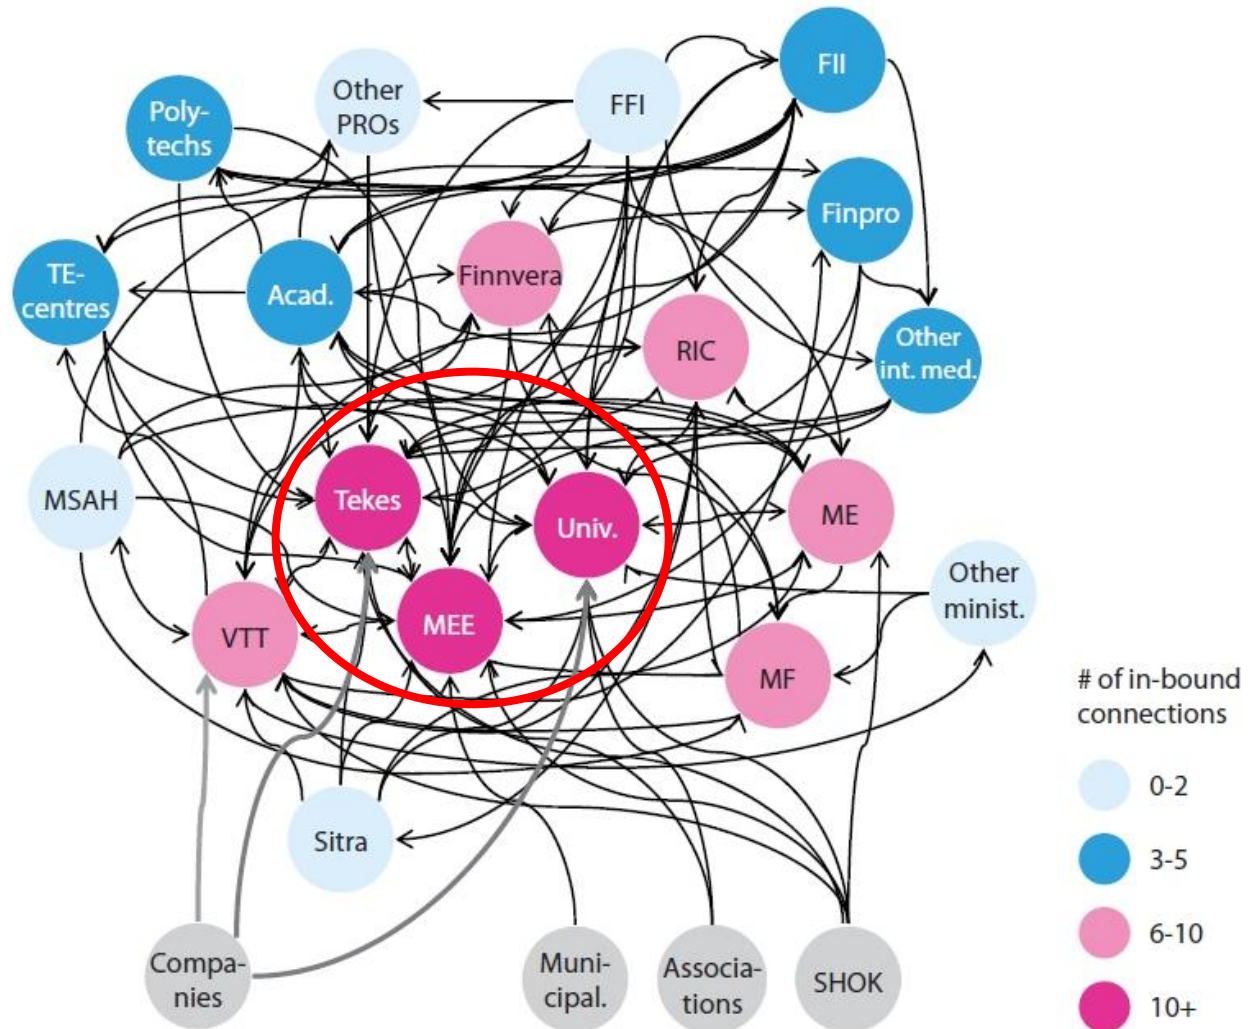 FII
Other
PROs
FFI
Poly-
techs
Finpro
TE-
centres
Acad.
Finnvera
RIC
Other
int. med.
MSAH
Tekes
Univ.
ME
Other
minist.
VTT
MEE
MF
Sitra
Compa-
nies
Muni-
cipal.
Associa-
tions
SHOK
# of in-bound
connections
0-2
3-5
6-10
10+